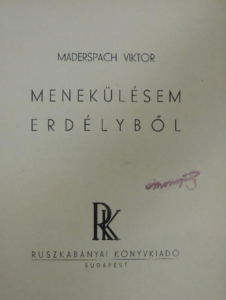 MADERSPACH VIKTOR
MENEKÜLÉSEM
ERDÉLYBŐL
RK
RUSZKABÁNYAI KÖNYVKIADÓ
BUDAPEST